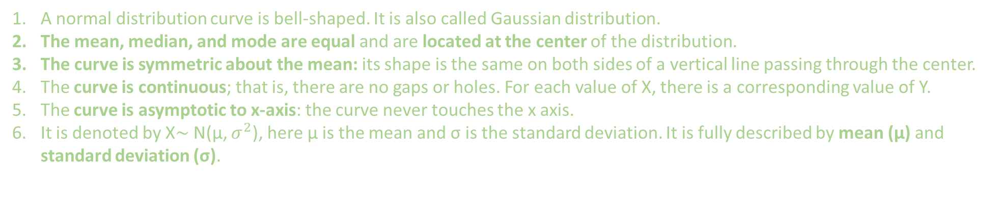 1. A normal distribution curve is bell-shaped. It is also called Gaussian distribution.
2. The mean, median, and mode are equal and are located at the center of the distribution.
3. The curve is symmetric about the mean: its shape is the same on both sides of a vertical line passing through the center.
4. The curve is continuous; that is, there are no gaps or holes. For each value of X, there is a corresponding value of Y.
5. The curve is asymptotic to x-axis: the curve never touches the x axis.
6. It is denoted by X~ N(μ, 𝜎²), here μ is the mean and σ is the standard deviation. It is fully described by mean (μ) and
standard deviation (σ).